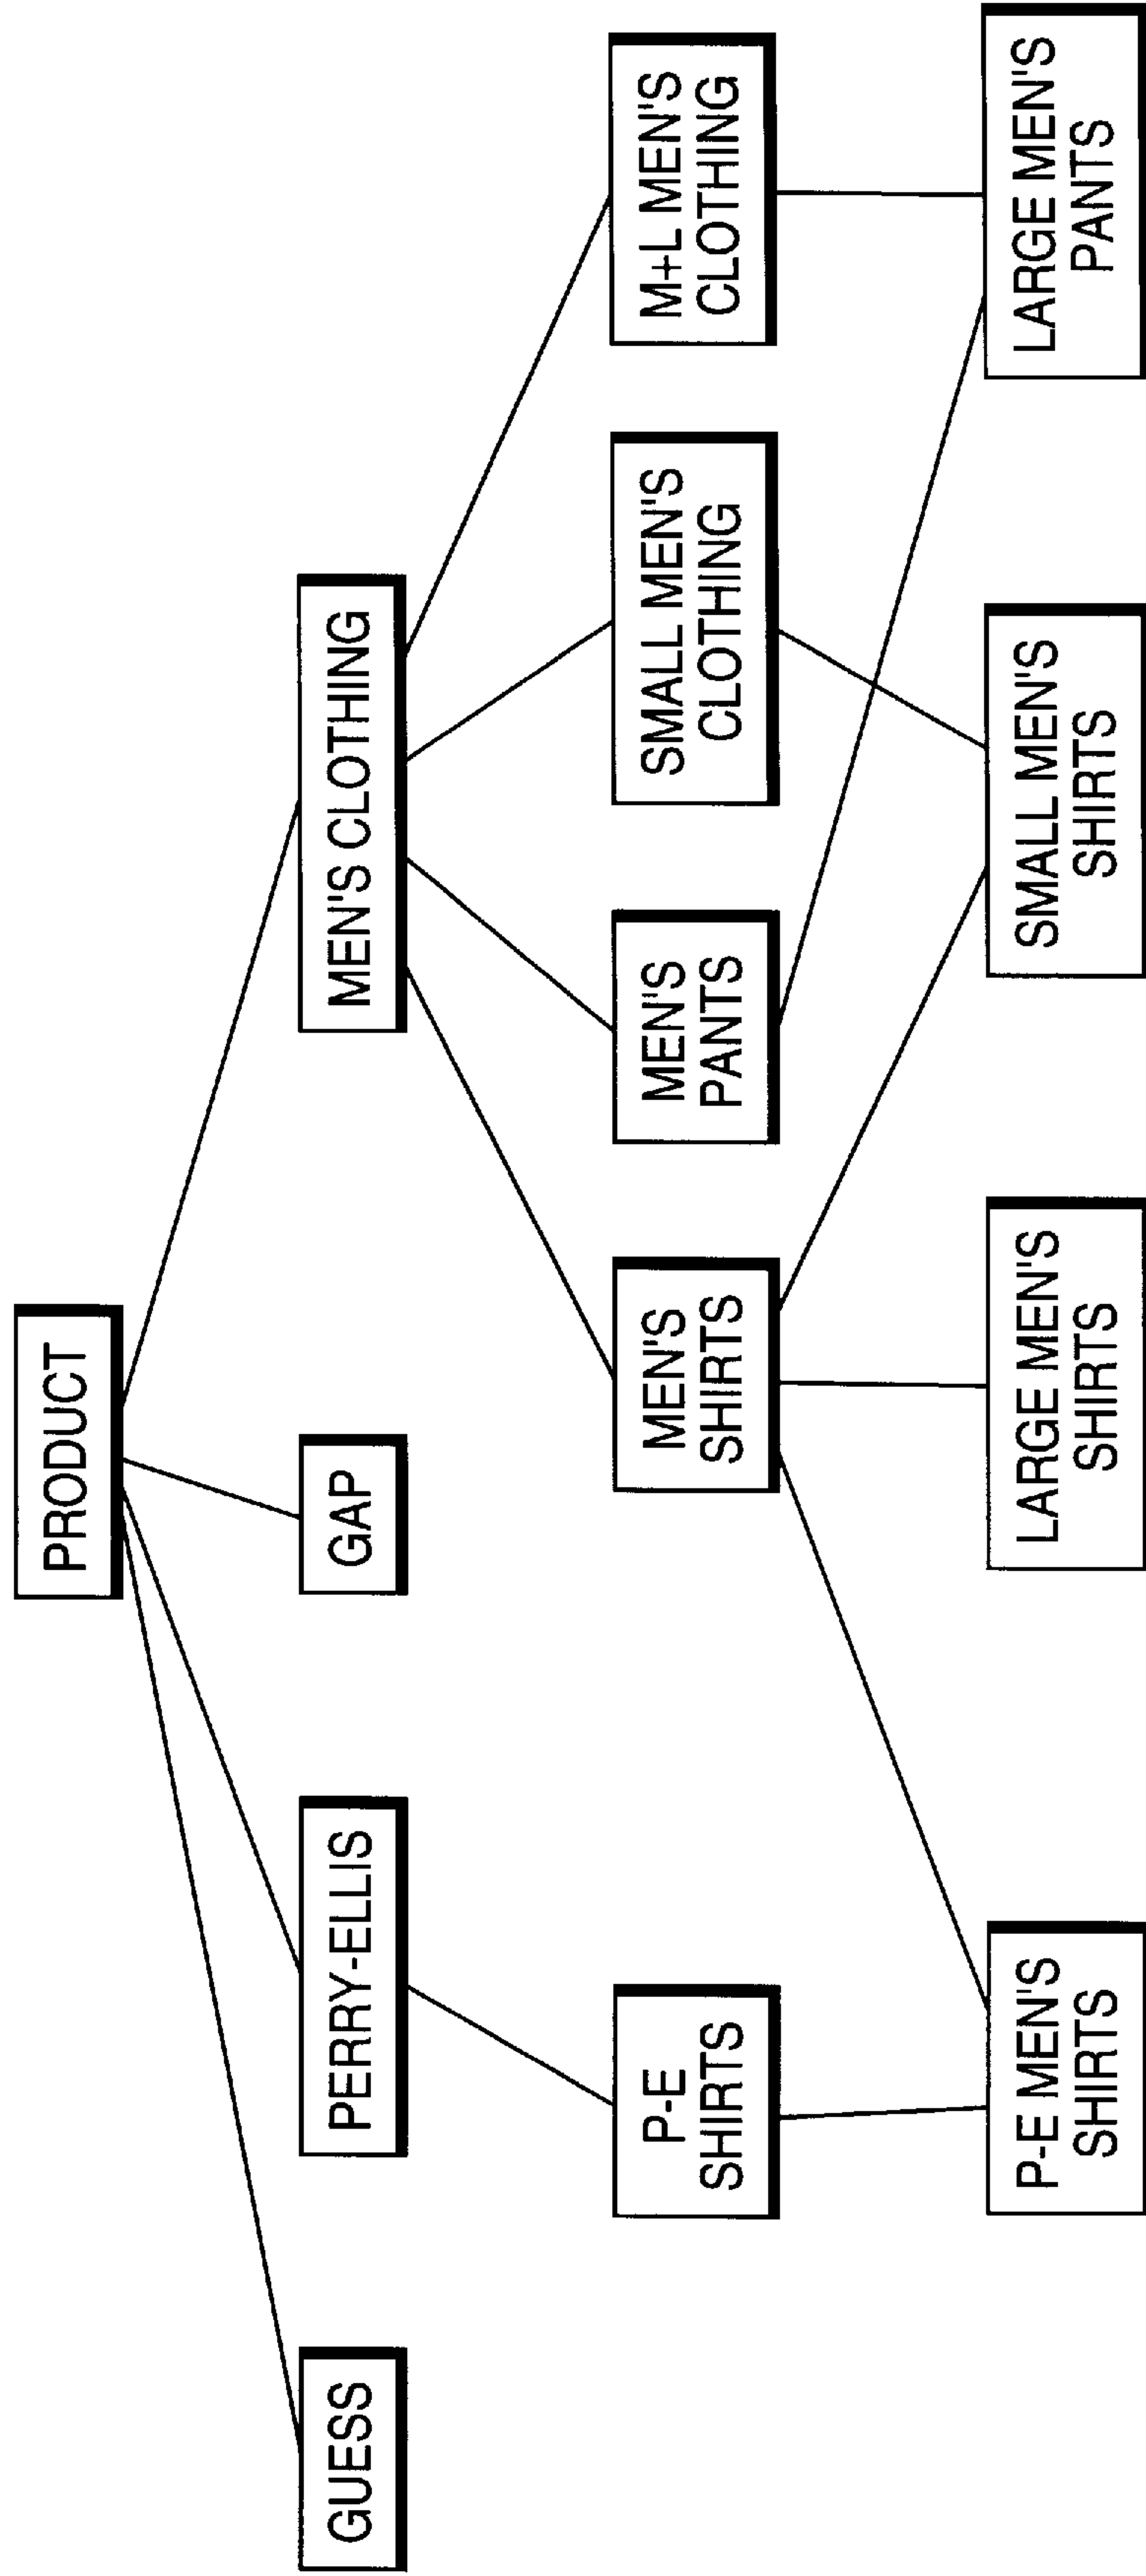 PRODUCT
GUESS
PERRY-ELLIS
GAP
MEN'S CLOTHING
P-E
SHIRTS
MEN'S
SHIRTS
MEN'S
PANTS
SMALL MEN'S
CLOTHING
M+L MEN'S
CLOTHING
P-E MEN'S
SHIRTS
LARGE MEN'S
SHIRTS
SMALL MEN'S
SHIRTS
LARGE MEN'S
PANTS